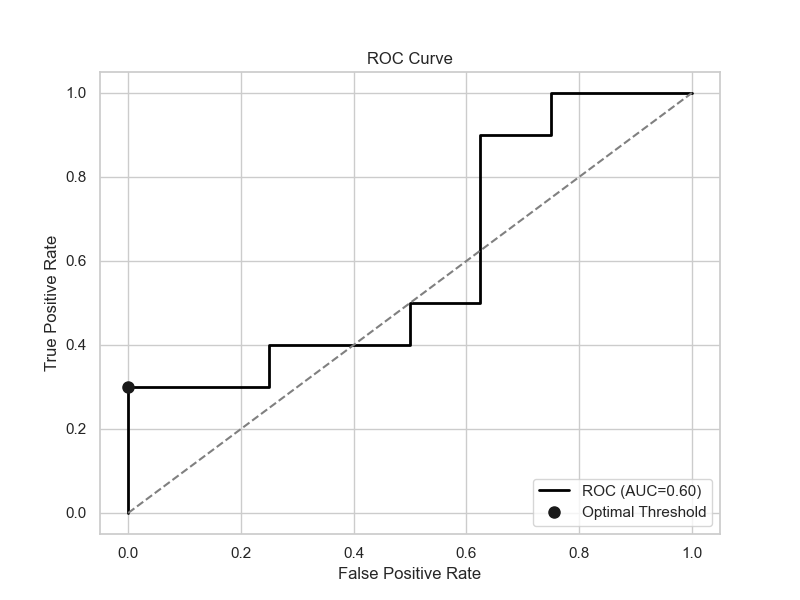 ROC Curve
1.0
0.8
0.6
0.4
0.2
0.0
True Positive Rate
0.0 0.2 0.4 0.6 0.8 1.0
False Positive Rate
ROC (AUC=0.60)
Optimal Threshold